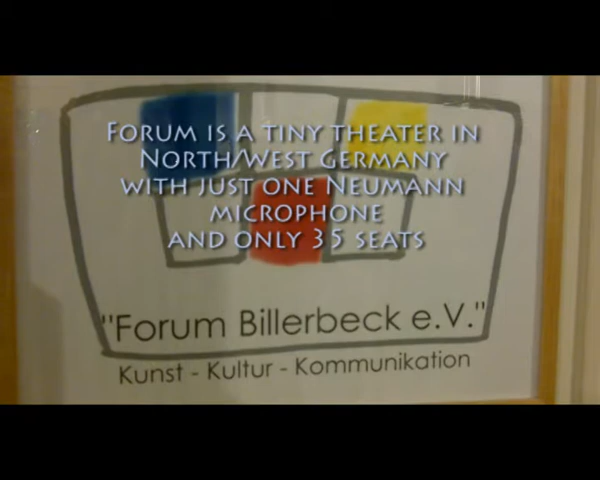 Forum is a tiny theater in
North/West Germany
with just one Neumann
microphone
and only 35 seats
"Forum Billerbeck e.V."
Kunst - Kultur - Kommunikation